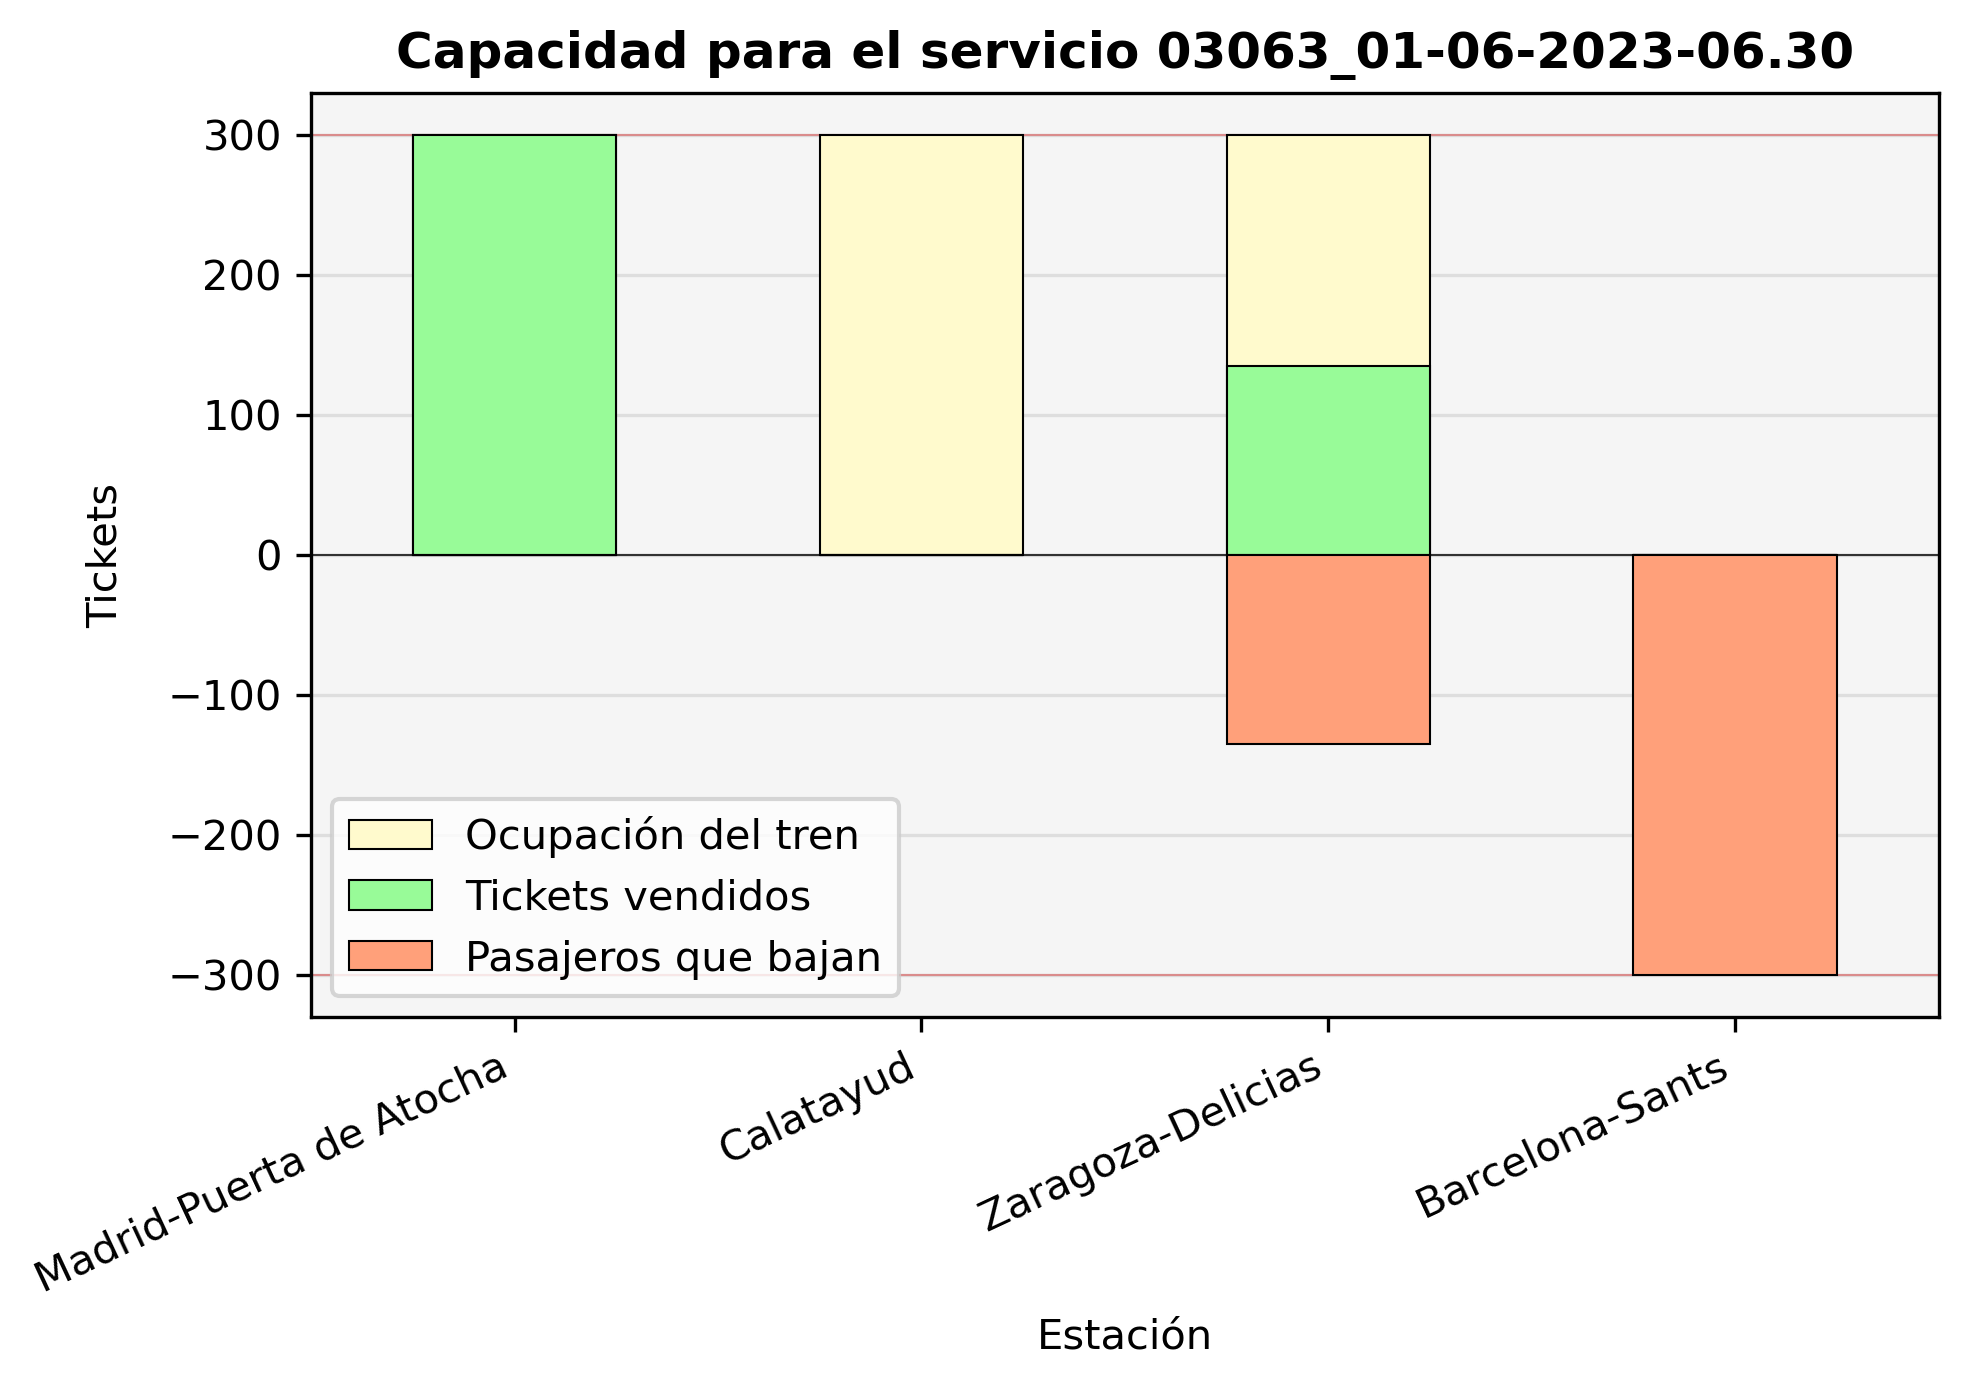 Capacidad para el servicio 03063_01-06-2023-06.30
Tickets
300
200
100
0
−100
−200
−300
Ocupación del tren
Tickets vendidos
Pasajeros que bajan
Madrid-Puerta de Atocha
Calatayud
Zaragoza-Delicias
Barcelona-Sants
Estación